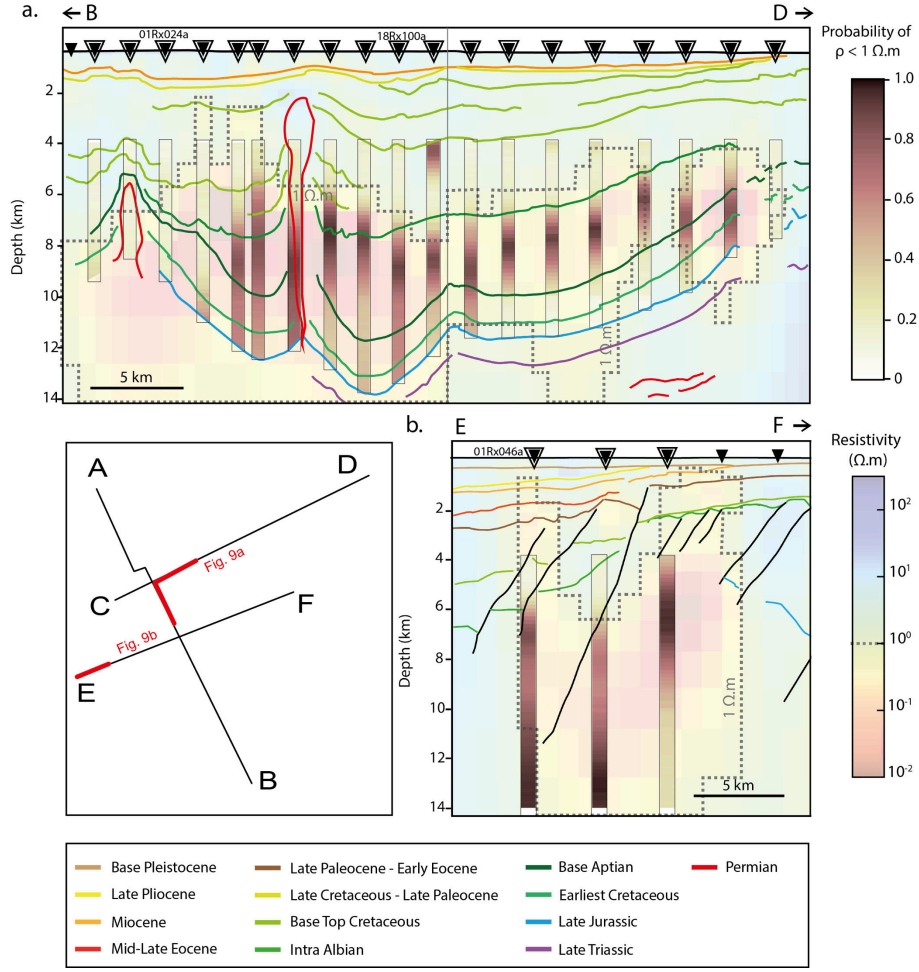 a.
B
D
01Rx024a
18Rx100a
Probability of
ρ < 1 Ω.m
2
4
6
8
10
12
14
Depth (km)
1 Ω.m
1 Ω.m
5 km
1.0
0.8
0.6
0.4
0.2
0
b.
E
F
01Rx046a
2
4
6
8
10
12
14
Depth (km)
1 Ω.m
5 km
Resistivity
(Ω.m)
10²
10¹
10⁰
10⁻¹
10⁻²
A
D
Fig. 9a
C
F
Fig. 9b
E
B
Base Pleistocene
Late Pliocene
Miocene
Mid-Late Eocene
Late Paleocene - Early Eocene
Late Cretaceous - Late Paleocene
Base Top Cretaceous
Intra Albian
Base Aptian
Earliest Cretaceous
Late Jurassic
Late Triassic
Permian